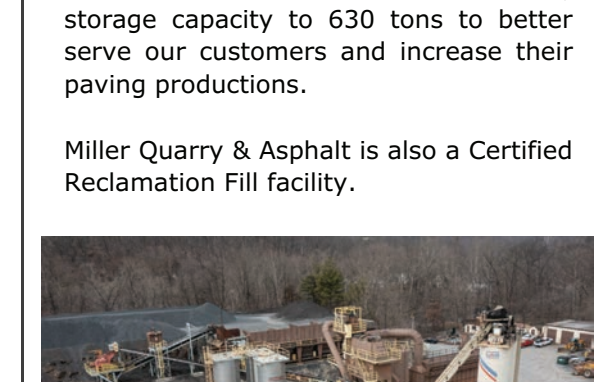 storage capacity to 630 tons to better
serve our customers and increase their
paving productions.
Miller Quarry & Asphalt is also a Certified
Reclamation Fill facility.